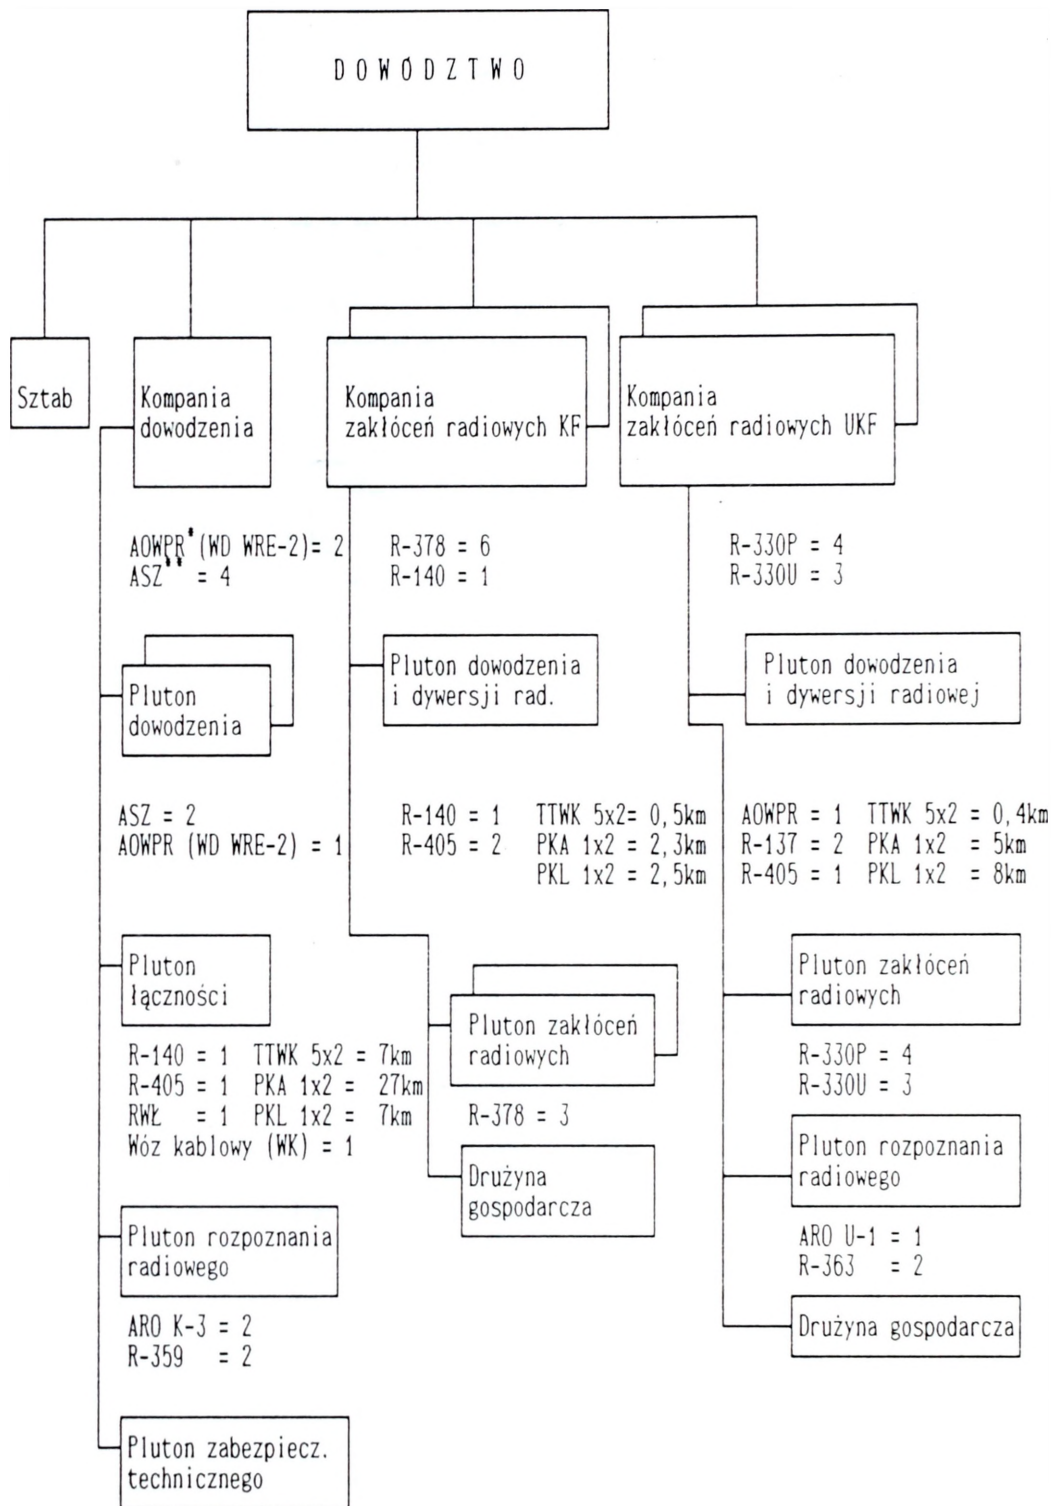 DOWÓDZTWO
Sztab
Kompania
dowodzenia
Kompania
zakłóceń radiowych KF
Kompania
zakłóceń radiowych UKF
AOWPR* (WD WRE-2)= 2
ASZ** = 4
R-378 = 6
R-140 = 1
R-330P = 4
R-330U = 3
Pluton
dowodzenia
Pluton dowodzenia
i dywersji rad.
Pluton dowodzenia
i dywersji radiowej
ASZ = 2
AOWPR (WD WRE-2) = 1
R-140 = 1 TTWK 5x2= 0,5km
R-405 = 2 PKA 1x2 = 2,3km
PKL 1x2 = 2,5km
AOWPR = 1 TTWK 5x2 = 0,4km
R-137 = 2 PKA 1x2 = 5km
R-405 = 1 PKL 1x2 = 8km
Pluton
łączności
R-140 = 1 TTWK 5x2 = 7km
R-405 = 1 PKA 1x2 = 27km
RWŁ = 1 PKL 1x2 = 7km
Wóz kablowy (WK) = 1
Pluton zakłóceń
radiowych
R-378 = 3
Drużyna
gospodarcza
Pluton zakłóceń
radiowych
R-330P = 4
R-330U = 3
Pluton rozpoznania
radiowego
ARO U-1 = 1
R-363 = 2
Drużyna gospodarcza
Pluton rozpoznania
radiowego
ARO K-3 = 2
R-359 = 2
Pluton zabezpiecz.
technicznego